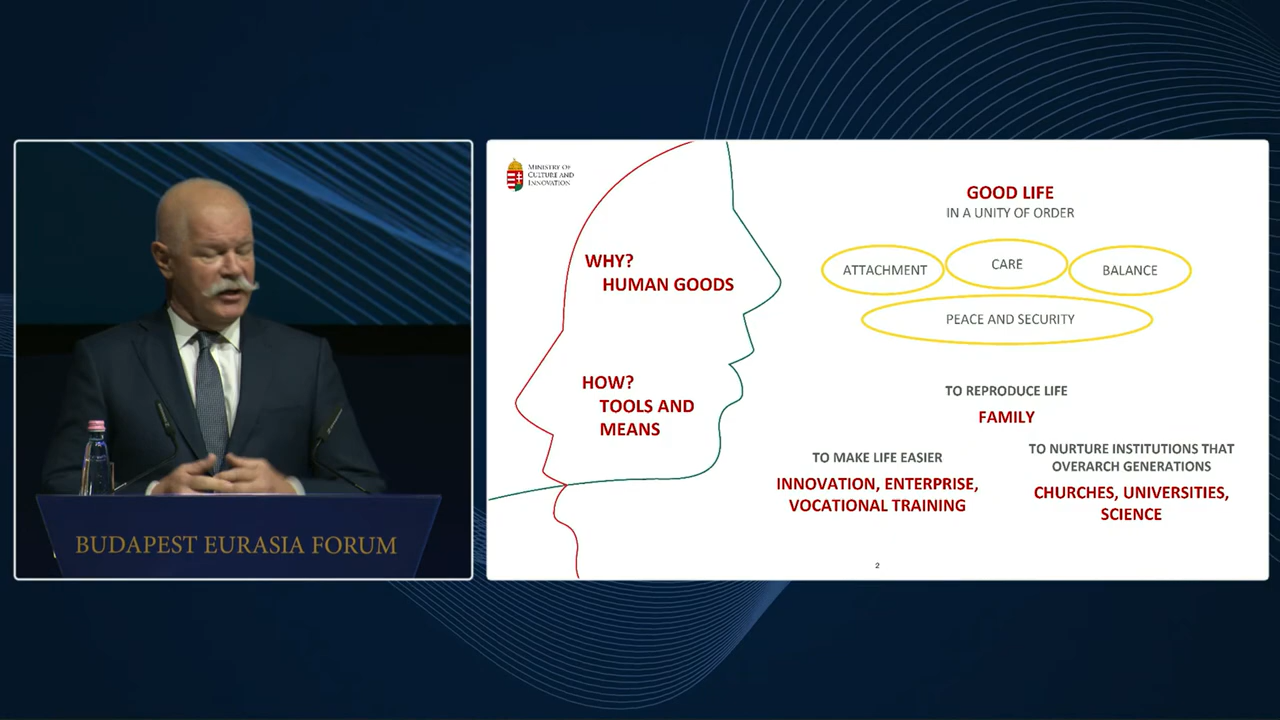 BUDAPEST EURASIA FORUM
MINISTRY OF
CULTURE AND
INNOVATION
WHY?
HUMAN GOODS
HOW?
TOOLS AND
MEANS
GOOD LIFE
IN A UNITY OF ORDER
ATTACHMENT
CARE
BALANCE
PEACE AND SECURITY
TO REPRODUCE LIFE
FAMILY
TO MAKE LIFE EASIER
INNOVATION, ENTERPRISE,
VOCATIONAL TRAINING
TO NURTURE INSTITUTIONS THAT
OVERARCH GENERATIONS
CHURCHES, UNIVERSITIES,
SCIENCE
2